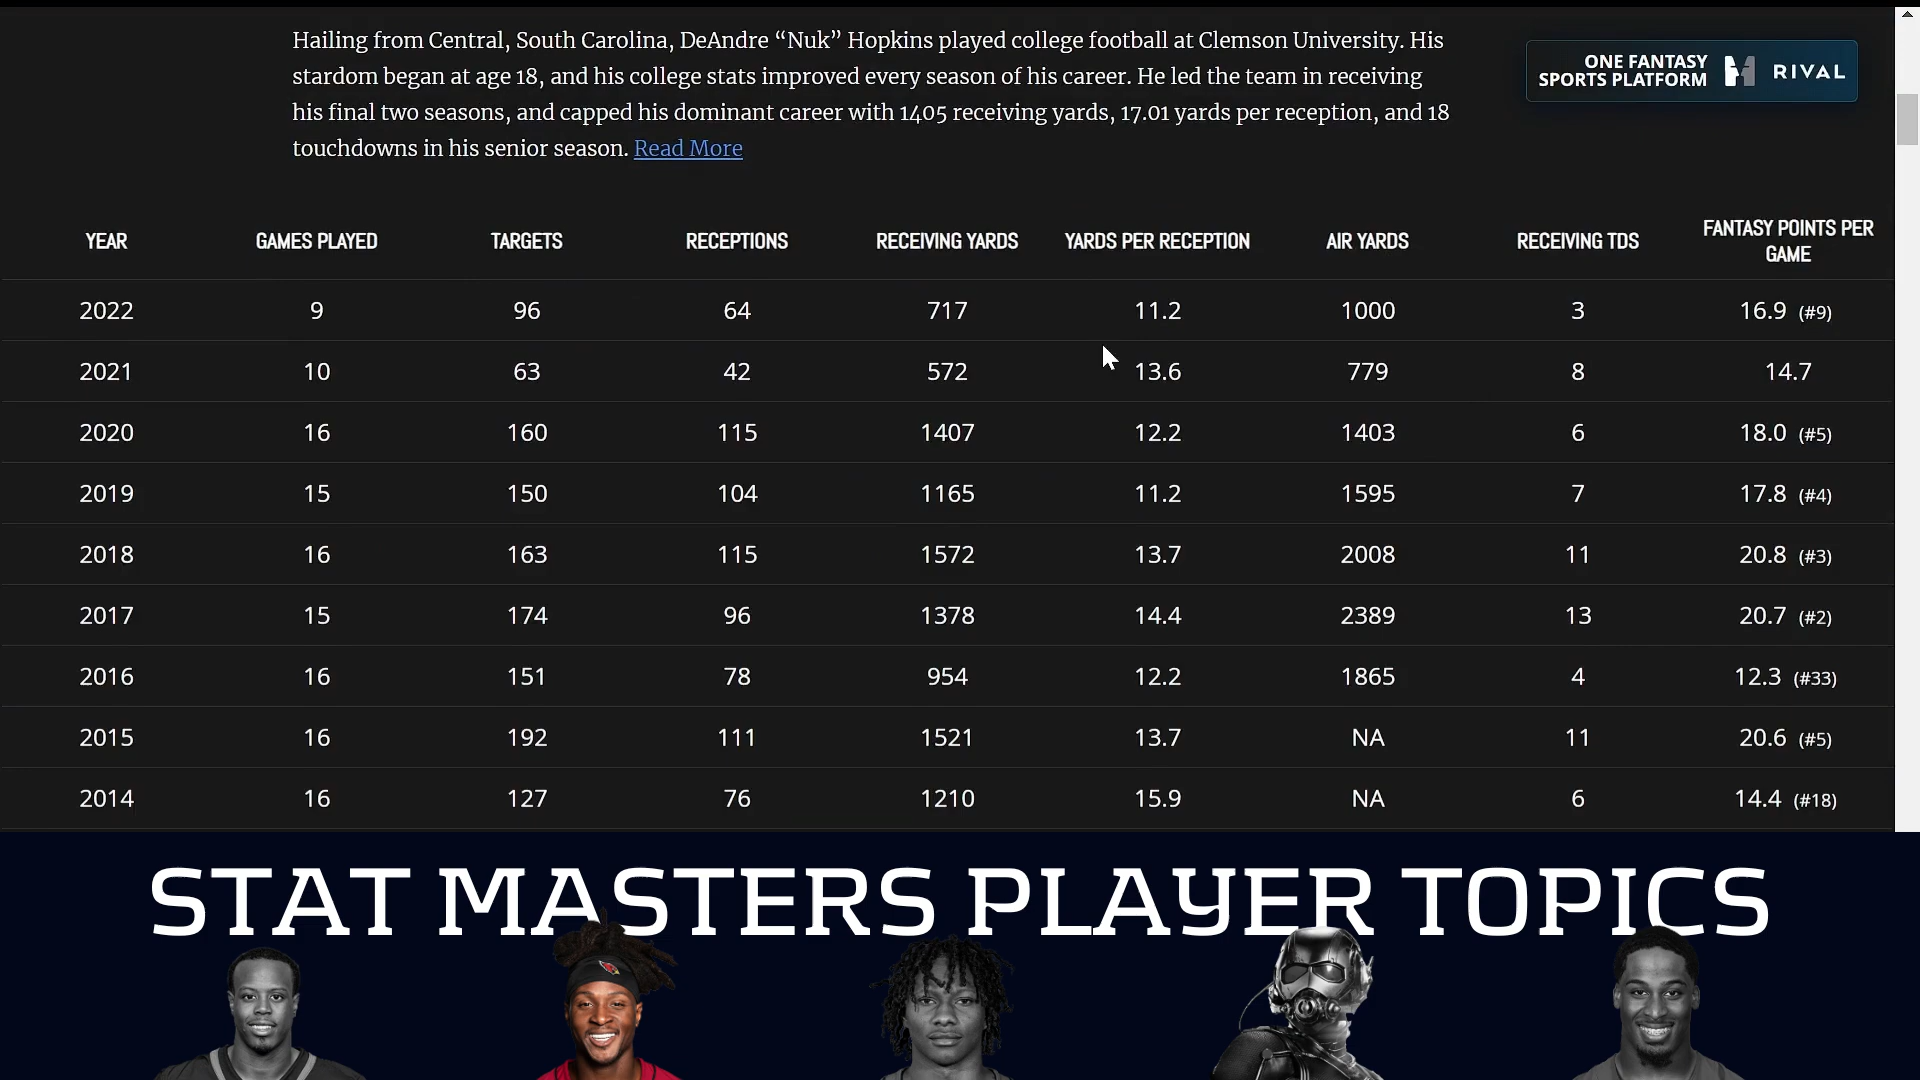 Hailing from Central, South Carolina, DeAndre “Nuk” Hopkins played college football at Clemson University. His
stardom began at age 18, and his college stats improved every season of his career. He led the team in receiving
his final two seasons, and capped his dominant career with 1405 receiving yards, 17.01 yards per reception, and 18
touchdowns in his senior season. Read More
ONE FANTASY
SPORTS PLATFORM RIVAL
YEAR GAMES PLAYED TARGETS RECEPTIONS RECEIVING YARDS YARDS PER RECEPTION AIR YARDS RECEIVING TDS FANTASY POINTS PER
GAME
2022 9 96 64 717 11.2 1000 3 16.9 (#9)
2021 10 63 42 572 13.6 779 8 14.7
2020 16 160 115 1407 12.2 1403 6 18.0 (#5)
2019 15 150 104 1165 11.2 1595 7 17.8 (#4)
2018 16 163 115 1572 13.7 2008 11 20.8 (#3)
2017 15 174 96 1378 14.4 2389 13 20.7 (#2)
2016 16 151 78 954 12.2 1865 4 12.3 (#33)
2015 16 192 111 1521 13.7 NA 11 20.6 (#5)
2014 16 127 76 1210 15.9 NA 6 14.4 (#18)
STAT MASTERS PLAYER TOPICS